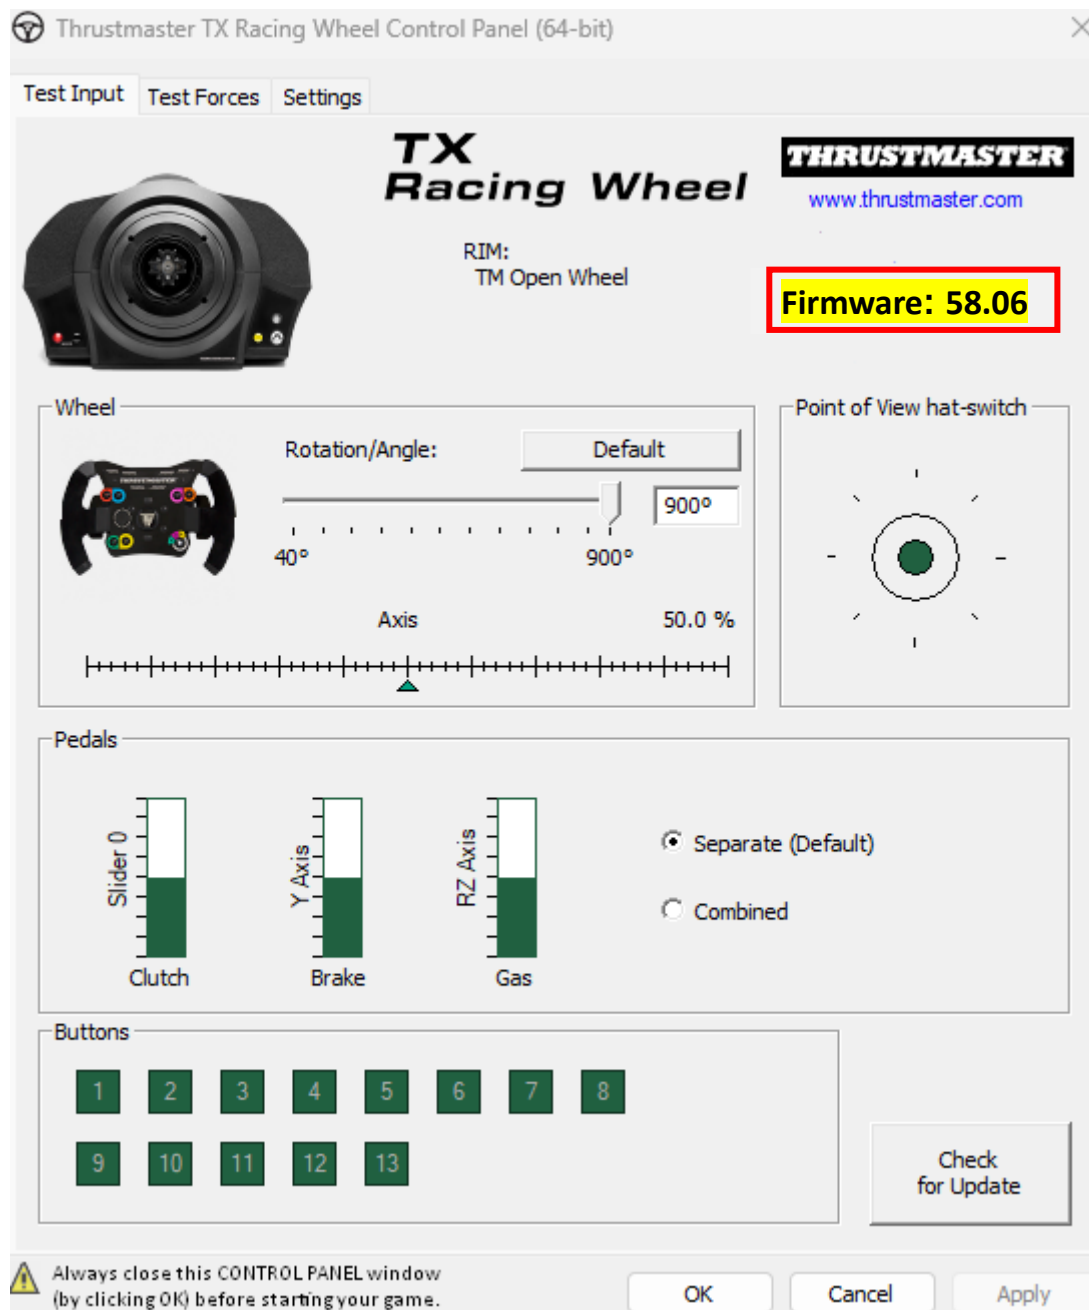 Thrustmaster TX Racing Wheel Control Panel (64-bit)
Test Input Test Forces Settings
TX
Racing Wheel
THRUSTMASTER
www.thrustmaster.com
RIM:
TM Open Wheel
Firmware: 58.06
Wheel
Rotation/Angle:
Default
900°
40°
900°
Axis
50.0 %
Point of View hat-switch
Pedals
Slider 0
Clutch
Y Axis
Brake
RZ Axis
Gas
Separate (Default)
Combined
Buttons
1 2 3 4 5 6 7 8
9 10 11 12 13
Check
for Update
Always close this CONTROL PANEL window
(by clicking OK) before starting your game.
OK Cancel Apply